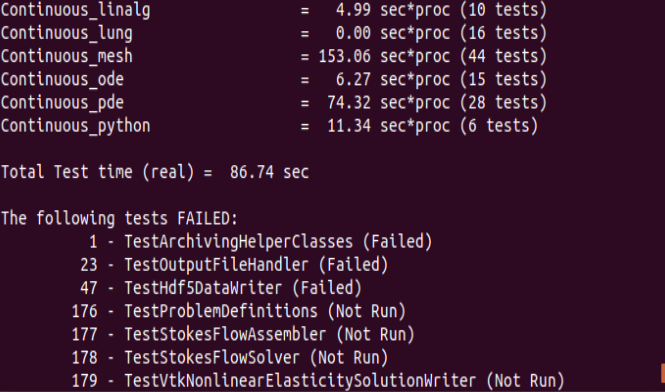 Continuous_linalg = 4.99 sec*proc (10 tests)
Continuous_lung = 0.00 sec*proc (16 tests)
Continuous_mesh = 153.06 sec*proc (44 tests)
Continuous_ode = 6.27 sec*proc (15 tests)
Continuous_pde = 74.32 sec*proc (28 tests)
Continuous_python = 11.34 sec*proc (6 tests)
Total Test time (real) = 86.74 sec
The following tests FAILED:
1 - TestArchivingHelperClasses (Failed)
23 - TestOutputFileHandler (Failed)
47 - TestHdf5DataWriter (Failed)
176 - TestProblemDefinitions (Not Run)
177 - TestStokesFlowAssembler (Not Run)
178 - TestStokesFlowSolver (Not Run)
179 - TestVtkNonlinearElasticitySolutionWriter (Not Run)